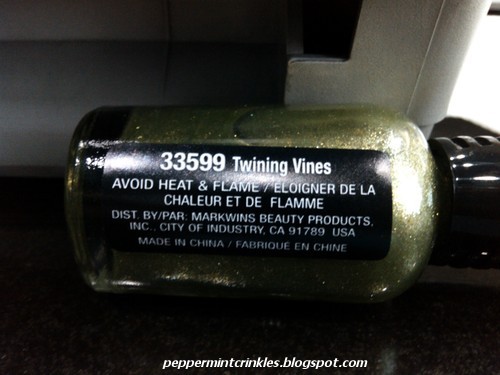 33599 Twining Vines
AVOID HEAT & FLAME / ELOIGNER DE LA
CHALEUR ET DE FLAMME
DIST. BY/PAR: MARKWINS BEAUTY PRODUCTS,
INC., CITY OF INDUSTRY, CA 91789 USA
MADE IN CHINA / FABRIQUÉ EN CHINE
peppermintcrinkles.blogspot.com